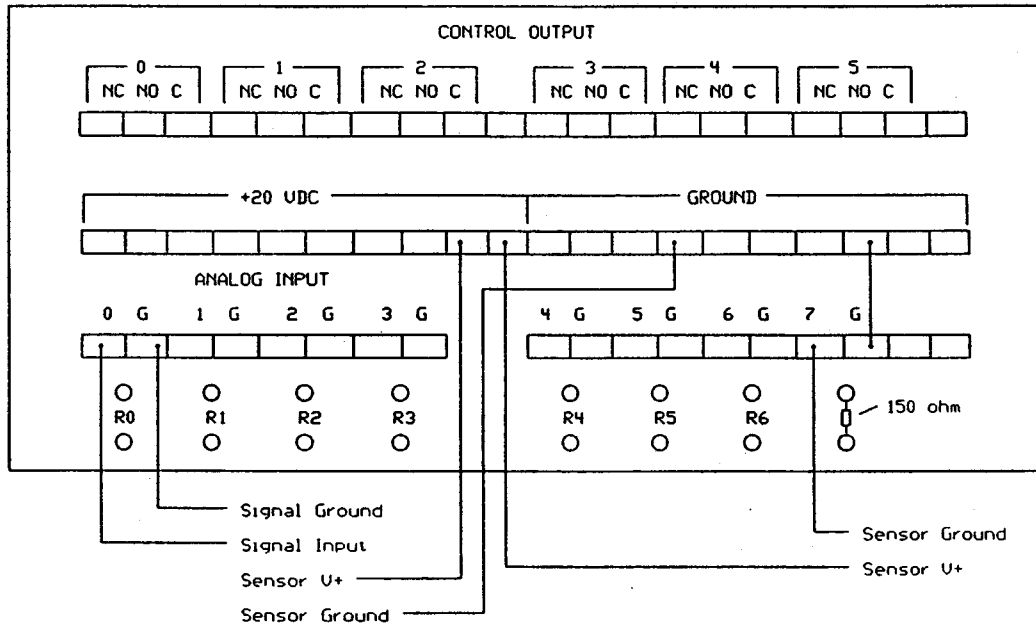 CONTROL OUTPUT
0 1 2 3 4 5
NC NO C NC NO C NC NO C NC NO C NC NO C NC NO C
+20 VDC GROUND
ANALOG INPUT
0 G 1 G 2 G 3 G 4 G 5 G 6 G 7 G
R0 R1 R2 R3 R4 R5 R6 150 ohm
Signal Ground
Signal Input
Sensor Ground
Sensor V+
Sensor V+
Sensor Ground